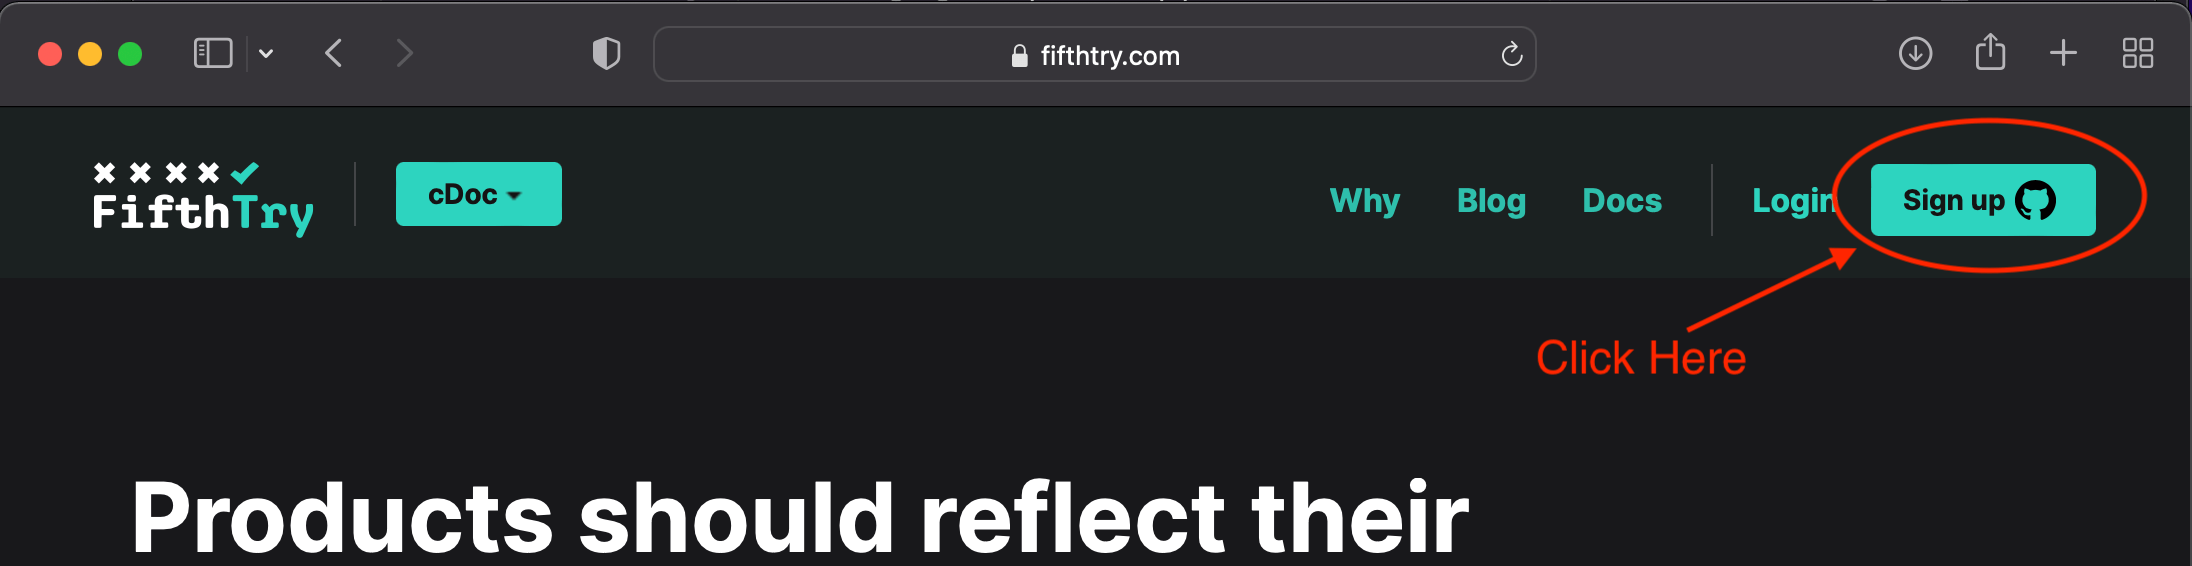 fifthtry.com
FifthTry
cDoc
Why
Blog
Docs
Login
Sign up
Click Here
Products should reflect their